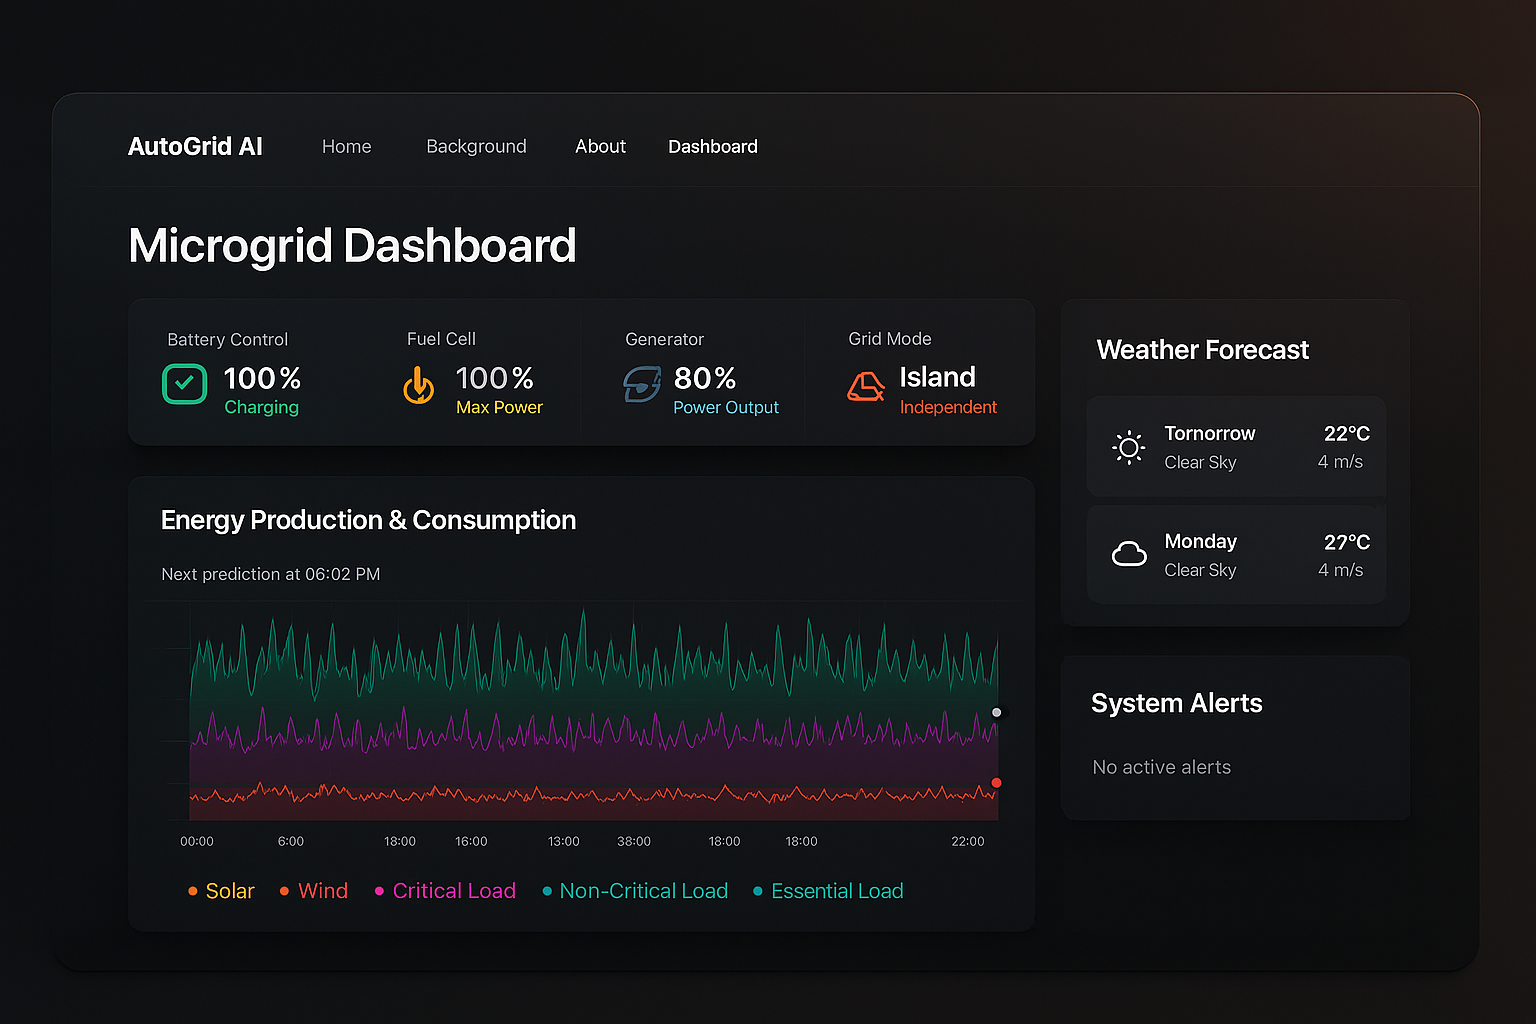 AutoGrid AI Home Background About Dashboard
Microgrid Dashboard
Battery Control
100%
Charging
Fuel Cell
100%
Max Power
Generator
80%
Power Output
Grid Mode
Island
Independent
Energy Production & Consumption
Next prediction at 06:02 PM
00:00 6:00 18:00 16:00 13:00 38:00 18:00 18:00 22:00
Solar Wind Critical Load Non-Critical Load Essential Load
Weather Forecast
Tornorrow 22°C
Clear Sky 4 m/s
Monday 27°C
Clear Sky 4 m/s
System Alerts
No active alerts